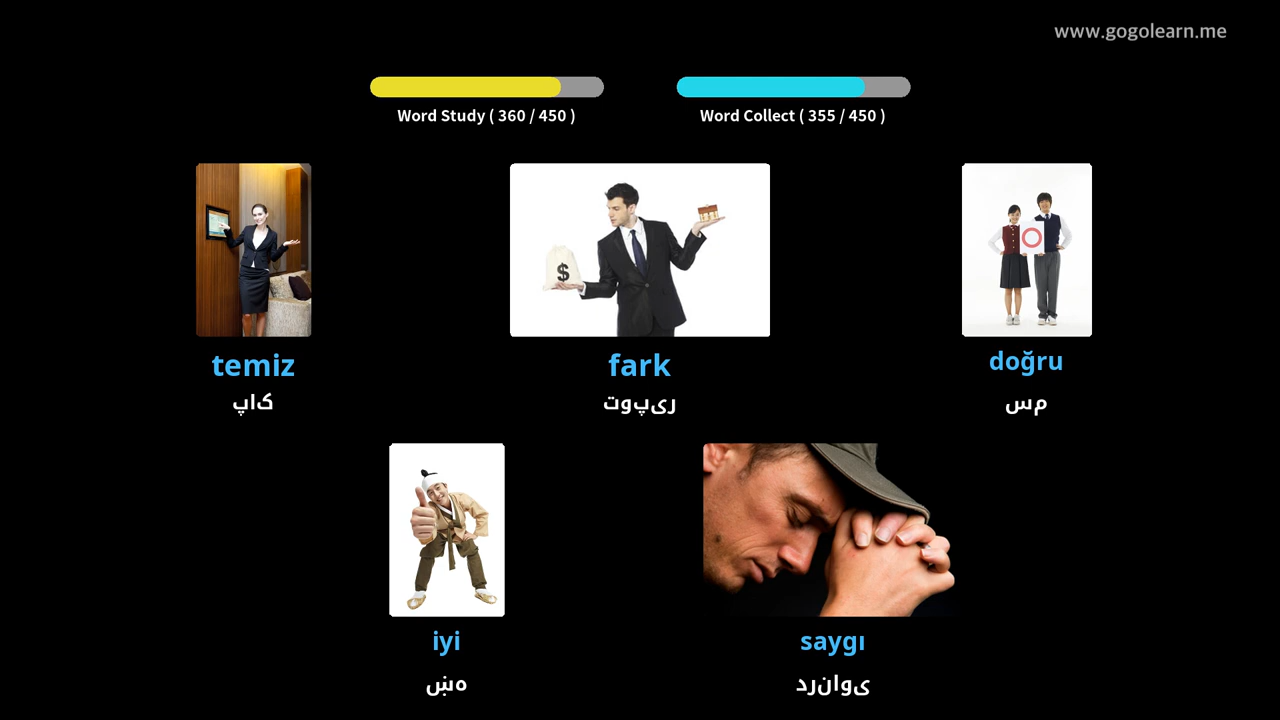 www.gogolearn.me
Word Study ( 360 / 450 )
Word Collect ( 355 / 450 )
temiz
کاپ
fark
ریپوت
doğru
مس
iyi
هښ
saygı
یوانرد